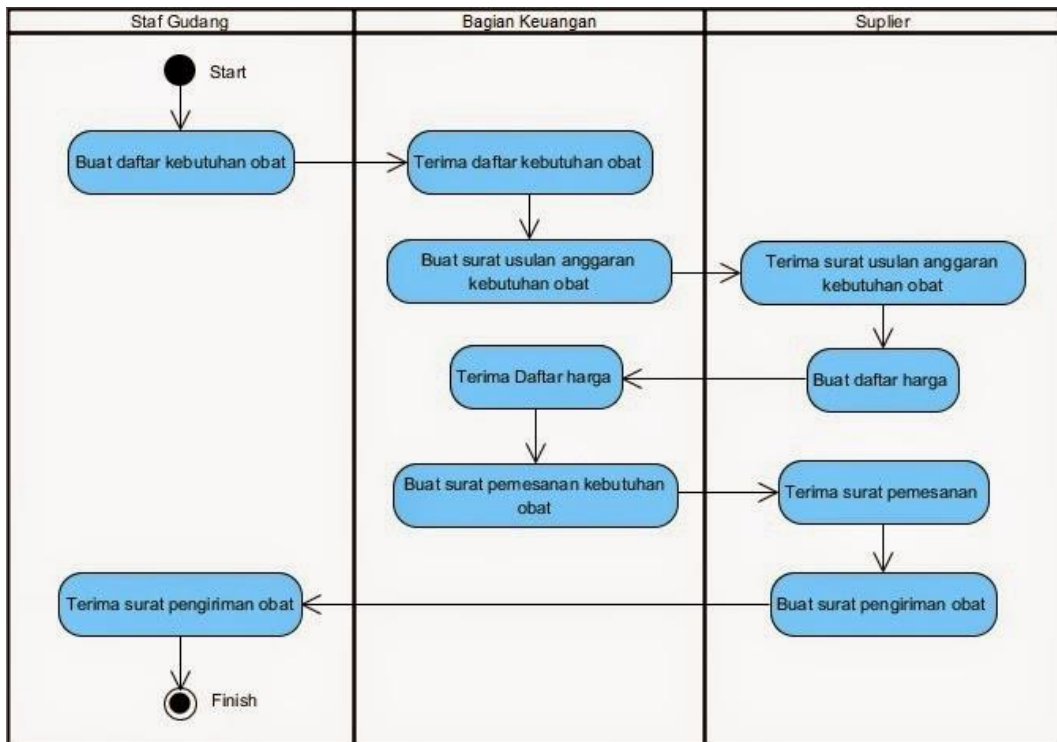 Staf Gudang
Bagian Keuangan
Suplier
Start
Buat daftar kebutuhan obat
Terima daftar kebutuhan obat
Buat surat usulan anggaran
kebutuhan obat
Terima surat usulan anggaran
kebutuhan obat
Terima Daftar harga
Buat daftar harga
Buat surat pemesanan kebutuhan
obat
Terima surat pemesanan
Terima surat pengiriman obat
Buat surat pengiriman obat
Finish